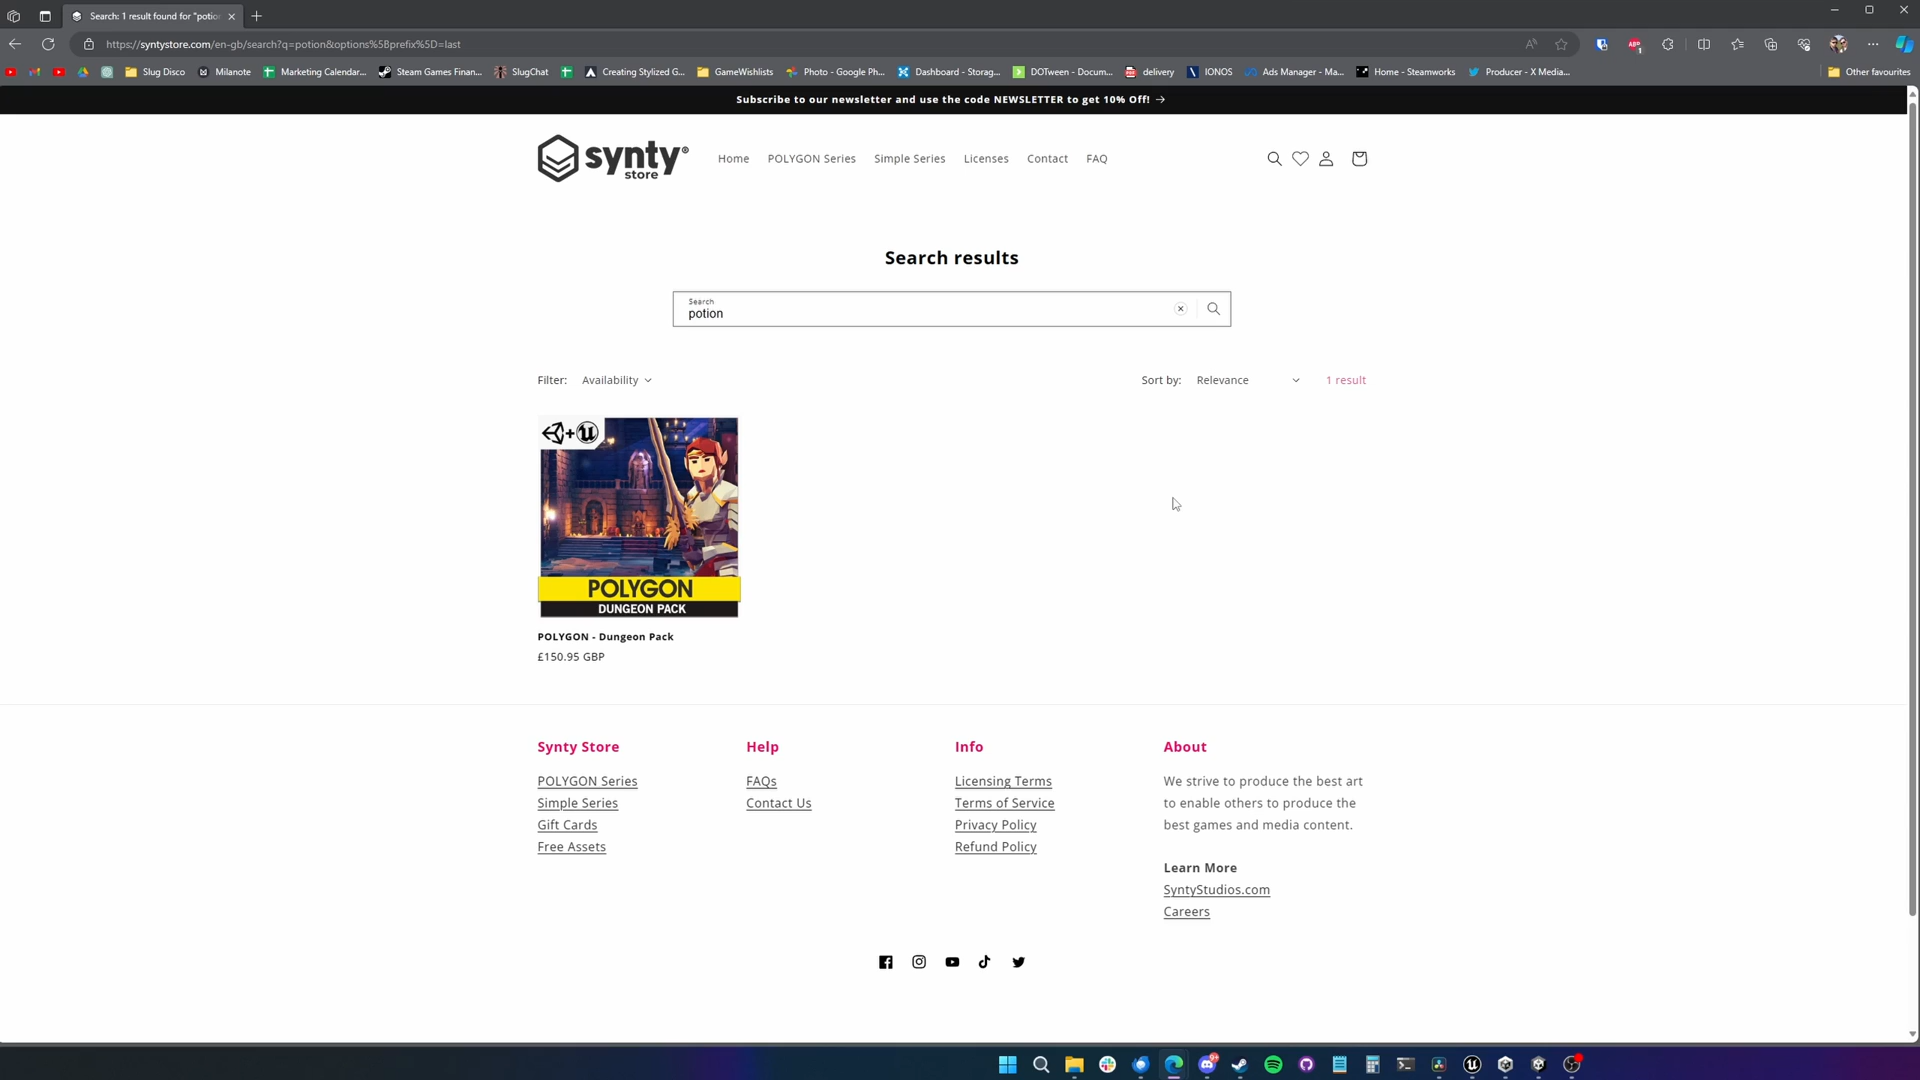 Search: 1 result found for "potio
https://syntystore.com/en-gb/search?q=potion&options%5Bprefix%5D=last
Slug Disco
Milanote
Marketing Calendar...
Steam Games Finan...
SlugChat
Creating Stylized G...
GameWishlists
Photo - Google Ph...
Dashboard - Storag...
DOTween - Docum...
delivery
IONOS
Ads Manager - Ma...
Home - Steamworks
Producer - X Media...
Other favourites
Subscribe to our newsletter and use the code NEWSLETTER to get 10% Off! →
synty®
store
Home
POLYGON Series
Simple Series
Licenses
Contact
FAQ
Search results
Search
potion
Filter:
Availability
Sort by:
Relevance
1 result
POLYGON
DUNGEON PACK
POLYGON - Dungeon Pack
£150.95 GBP
Synty Store
POLYGON Series
Simple Series
Gift Cards
Free Assets
Help
FAQs
Contact Us
Info
Licensing Terms
Terms of Service
Privacy Policy
Refund Policy
About
We strive to produce the best art
to enable others to produce the
best games and media content.
Learn More
SyntyStudios.com
Careers